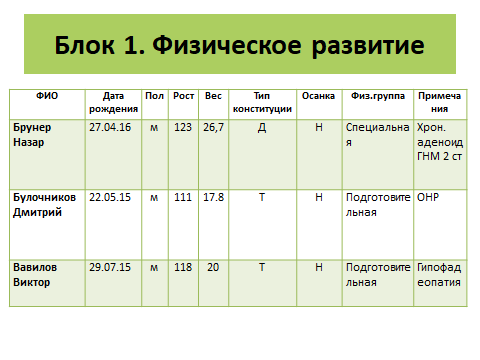 Блок 1. Физическое развитие
ФИО Дата рождения Пол Рост Вес Тип конституции Осанка Физ.группа Примечания
Брунер Назар 27.04.16 м 123 26,7 Д Н Специальная Хрон. аденоид ГНМ 2 ст
Булочников Дмитрий 22.05.15 м 111 17.8 Т Н Подготовительная ОНР
Вавилов Виктор 29.07.15 м 118 20 Т Н Подготовительная Гипофадеопатия